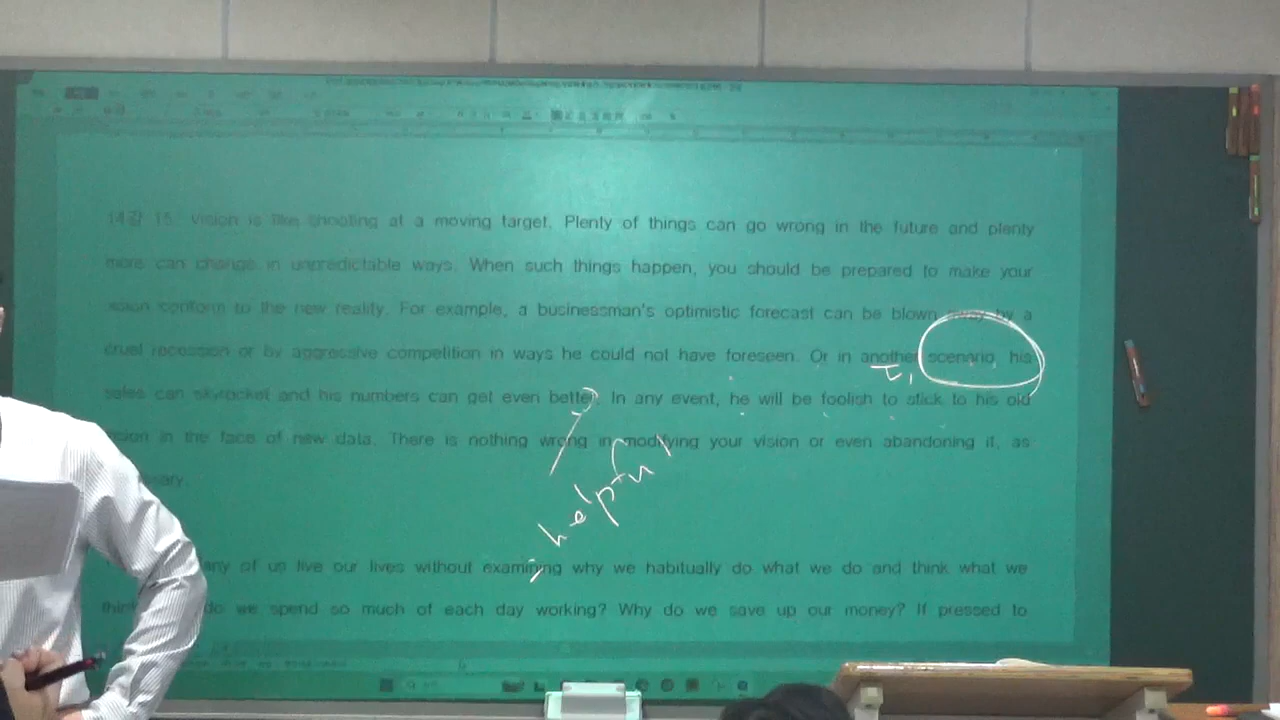 14강 15. Vision is like shooting at a moving target. Plenty of things can go wrong in the future and plenty
more can change in unpredictable ways. When such things happen, you should be prepared to make your
vision conform to the new reality. For example, a businessman's optimistic forecast can be blown away by a
cruel recession or by aggressive competition in ways he could not have foreseen. Or in another scenario, his
sales can skyrocket and his numbers can get even better. In any event, he will be foolish to stick to his old
vision in the face of new data. There is nothing wrong in modifying your vision or even abandoning it, as
helpful
of us live our lives without examining why we habitually do what we do and think what we
do we spend so much of each day working? Why do we save up our money? If pressed to